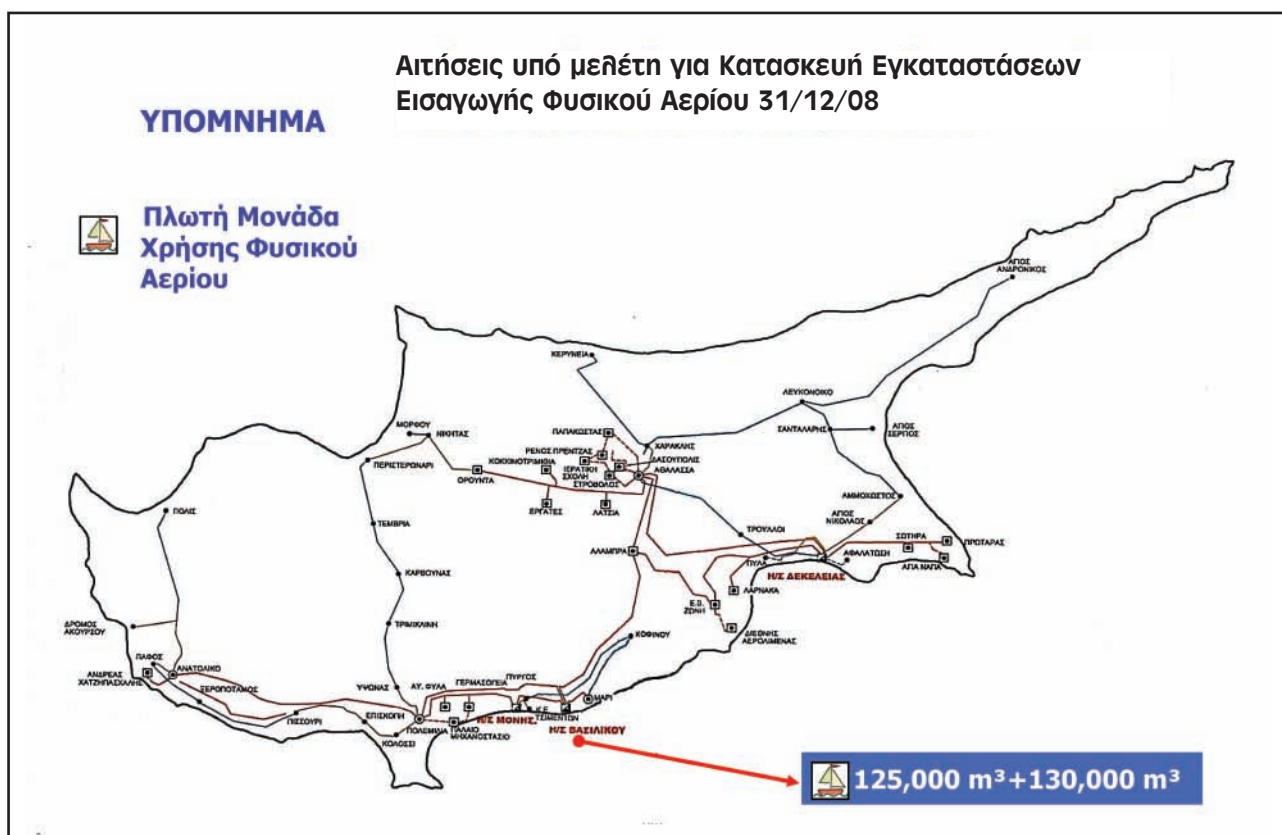 Αιτήσεις υπό μελέτη για Κατασκευή Εγκαταστάσεων
Εισαγωγής Φυσικού Αερίου 31/12/08
ΥΠΟΜΝΗΜΑ
Πλωτή Μονάδα
Χρήσης Φυσικού
Αερίου
ΑΓΙΟΣ
ΑΝΔΡΟΝΙΚΟΣ
ΚΕΡΥΝΕΙΑ
ΛΕΥΚΟΝΟΙΚΟ
ΜΟΡΦΟΥ
ΝΙΚΗΤΑΣ
ΠΑΠΑΚΩΣΤΑΣ
ΧΑΡΑΚΛΗΣ
ΣΑΝΤΑΛΑΡΗΣ
ΑΓΙΟΣ
ΣΕΡΓΙΟΣ
ΠΕΡΙΣΤΕΡΩΝΑΡΙ
ΚΟΚΚΙΝΟΤΡΙΜΙΘΙΑ
ΡΕΝΟΣ ΠΡΕΝΤΖΑΣ
ΔΑΣΟΥΠΟΛΙΣ
ΙΕΡΑΤΙΚΗ
ΣΧΟΛΗ
ΑΘΑΛΑΣΣΑ
ΣΤΡΟΒΟΛΟΣ
ΟΡΟΥΝΤΑ
ΕΡΓΑΤΕΣ
ΛΑΤΣΙΑ
ΑΜΜΟΧΩΣΤΟΣ
ΠΟΛΙΣ
ΤΕΜΒΡΙΑ
ΑΓΙΟΣ
ΝΙΚΟΛΑΟΣ
ΤΡΟΥΛΛΟΙ
ΣΩΤΗΡΑ
ΠΡΩΤΑΡΑΣ
ΑΛΑΜΠΡΑ
ΠΥΛΑ
ΑΦΑΛΑΤΩΣΗ
ΑΓΙΑ ΝΑΠΑ
Η/Σ ΔΕΚΕΛΕΙΑΣ
ΚΑΡΒΟΥΝΑΣ
ΛΑΡΝΑΚΑ
Ε.Β.
ΖΩΝΗ
ΔΡΟΜΟΣ
ΑΚΟΥΡΣΟΥ
ΤΡΙΜΙΚΛΙΝΗ
ΔΙΕΘΝΗΣ
ΑΕΡΟΛΙΜΕΝΑΣ
ΚΟΦΙΝΟΥ
ΠΑΦΟΣ
ΑΝΑΤΟΛΙΚΟ
ΑΝΔΡΕΑΣ
ΧΑΤΖΗΠΑΣΧΑΛΗΣ
ΞΕΡΟΠΟΤΑΜΟΣ
ΥΨΩΝΑΣ
ΑΥ. ΦΥΛΑ
ΓΕΡΜΑΣΟΓΕΙΑ
ΠΥΡΓΟΣ
ΜΑΡΙ
ΠΙΣΣΟΥΡΙ
ΕΠΙΣΚΟΠΗ
ΚΟΛΟΣΣΙ
ΠΟΛΕΜΙΔΙΑ
ΠΑΛΑΙΟ
ΜΗΧΑΝΟΣΤΑΣΙΟ
Η/Σ ΜΟΝΗΣ
Κ.Ε.
ΤΣΙΜΕΝΤΩΝ
Η/Σ ΒΑΣΙΛΙΚΟΥ
125,000 m³+130,000 m³